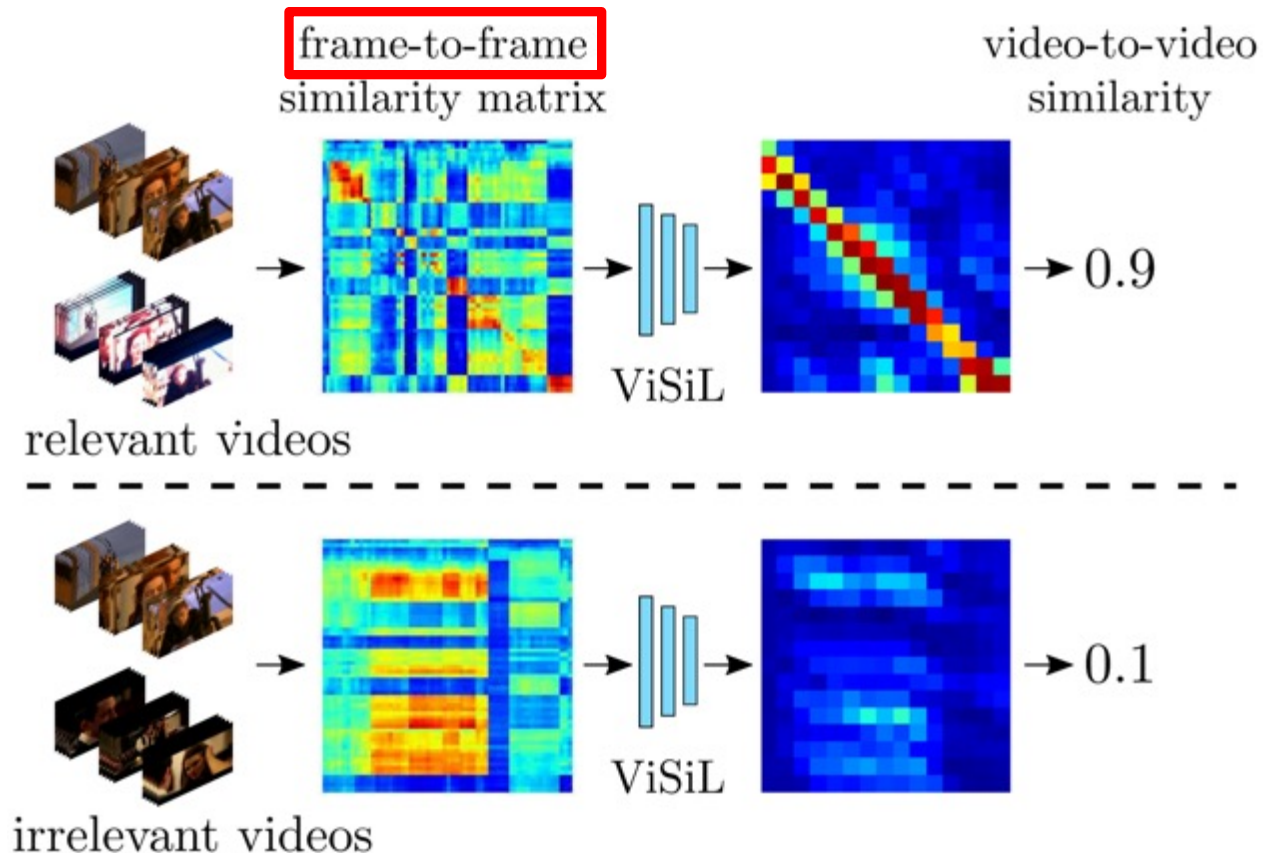 frame-to-frame
similarity matrix
video-to-video
similarity
ViSiL
0.9
relevant videos
ViSiL
0.1
irrelevant videos